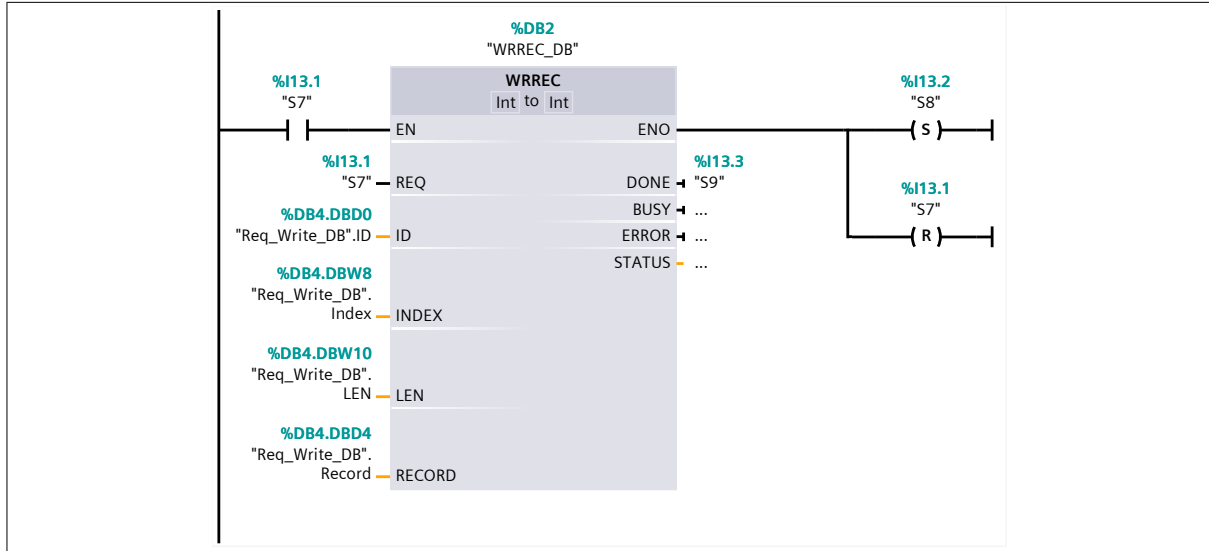 %DB2
"WRREC_DB"
WRREC
Int to Int
%I13.1
"S7"
EN
ENO
%I13.2
"S8"
S
%I13.1
"S7"
REQ
DONE
%I13.3
"S9"
%I13.1
"S7"
R
BUSY
...
%DB4.DBD0
"Req_Write_DB".ID
ID
ERROR
...
STATUS
...
%DB4.DBW8
"Req_Write_DB".
Index
INDEX
%DB4.DBW10
"Req_Write_DB".
LEN
LEN
%DB4.DBD4
"Req_Write_DB".
Record
RECORD